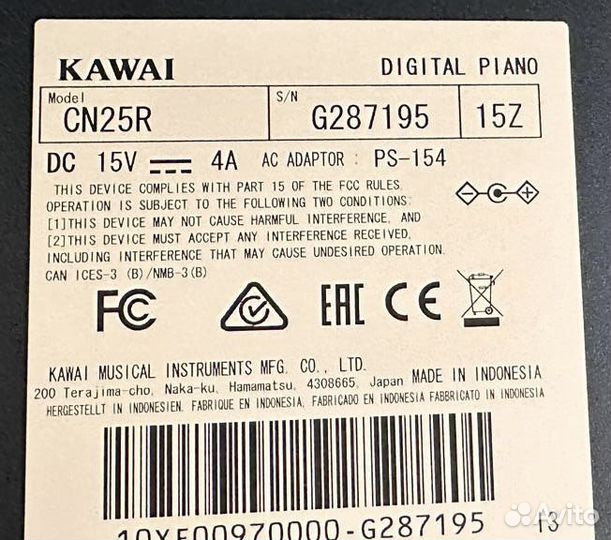 KAWAI DIGITAL PIANO
Model CN25R S/N G287195 15Z
DC 15V 4A AC ADAPTOR : PS-154
THIS DEVICE COMPLIES WITH PART 15 OF THE FCC RULES.
OPERATION IS SUBJECT TO THE FOLLOWING TWO CONDITIONS:
[1]THIS DEVICE MAY NOT CAUSE HARMFUL INTERFERENCE, AND
[2]THIS DEVICE MUST ACCEPT ANY INTERFERENCE RECEIVED,
INCLUDING INTERFERENCE THAT MAY CAUSE UNDESIRED OPERATION.
CAN ICES-3 (B)/NMB-3(B)
FC EAC CE
KAWAI MUSICAL INSTRUMENTS MFG. CO., LTD.
200 Terajima-cho, Naka-ku, Hamamatsu, 4308665, Japan MADE IN INDONESIA
HERGESTELLT IN INDONESIEN. FABRIQUE EN INDONESIA, FABRICADO EN INDONESIA FABBRICATO IN INDONESIA
10XF00970000-G287195 T3
Avito